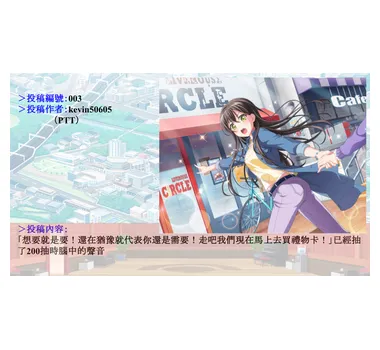 ＞投稿編號:003
＞投稿作者:kevin50605
(PTT)
CIRCLE
Cafe
CIRCLE
＞投稿內容:
「想要就是要！還在猶豫就代表你還是需要！走吧我們現在馬上去買禮物卡！」已經抽
了200抽時腦中的聲音